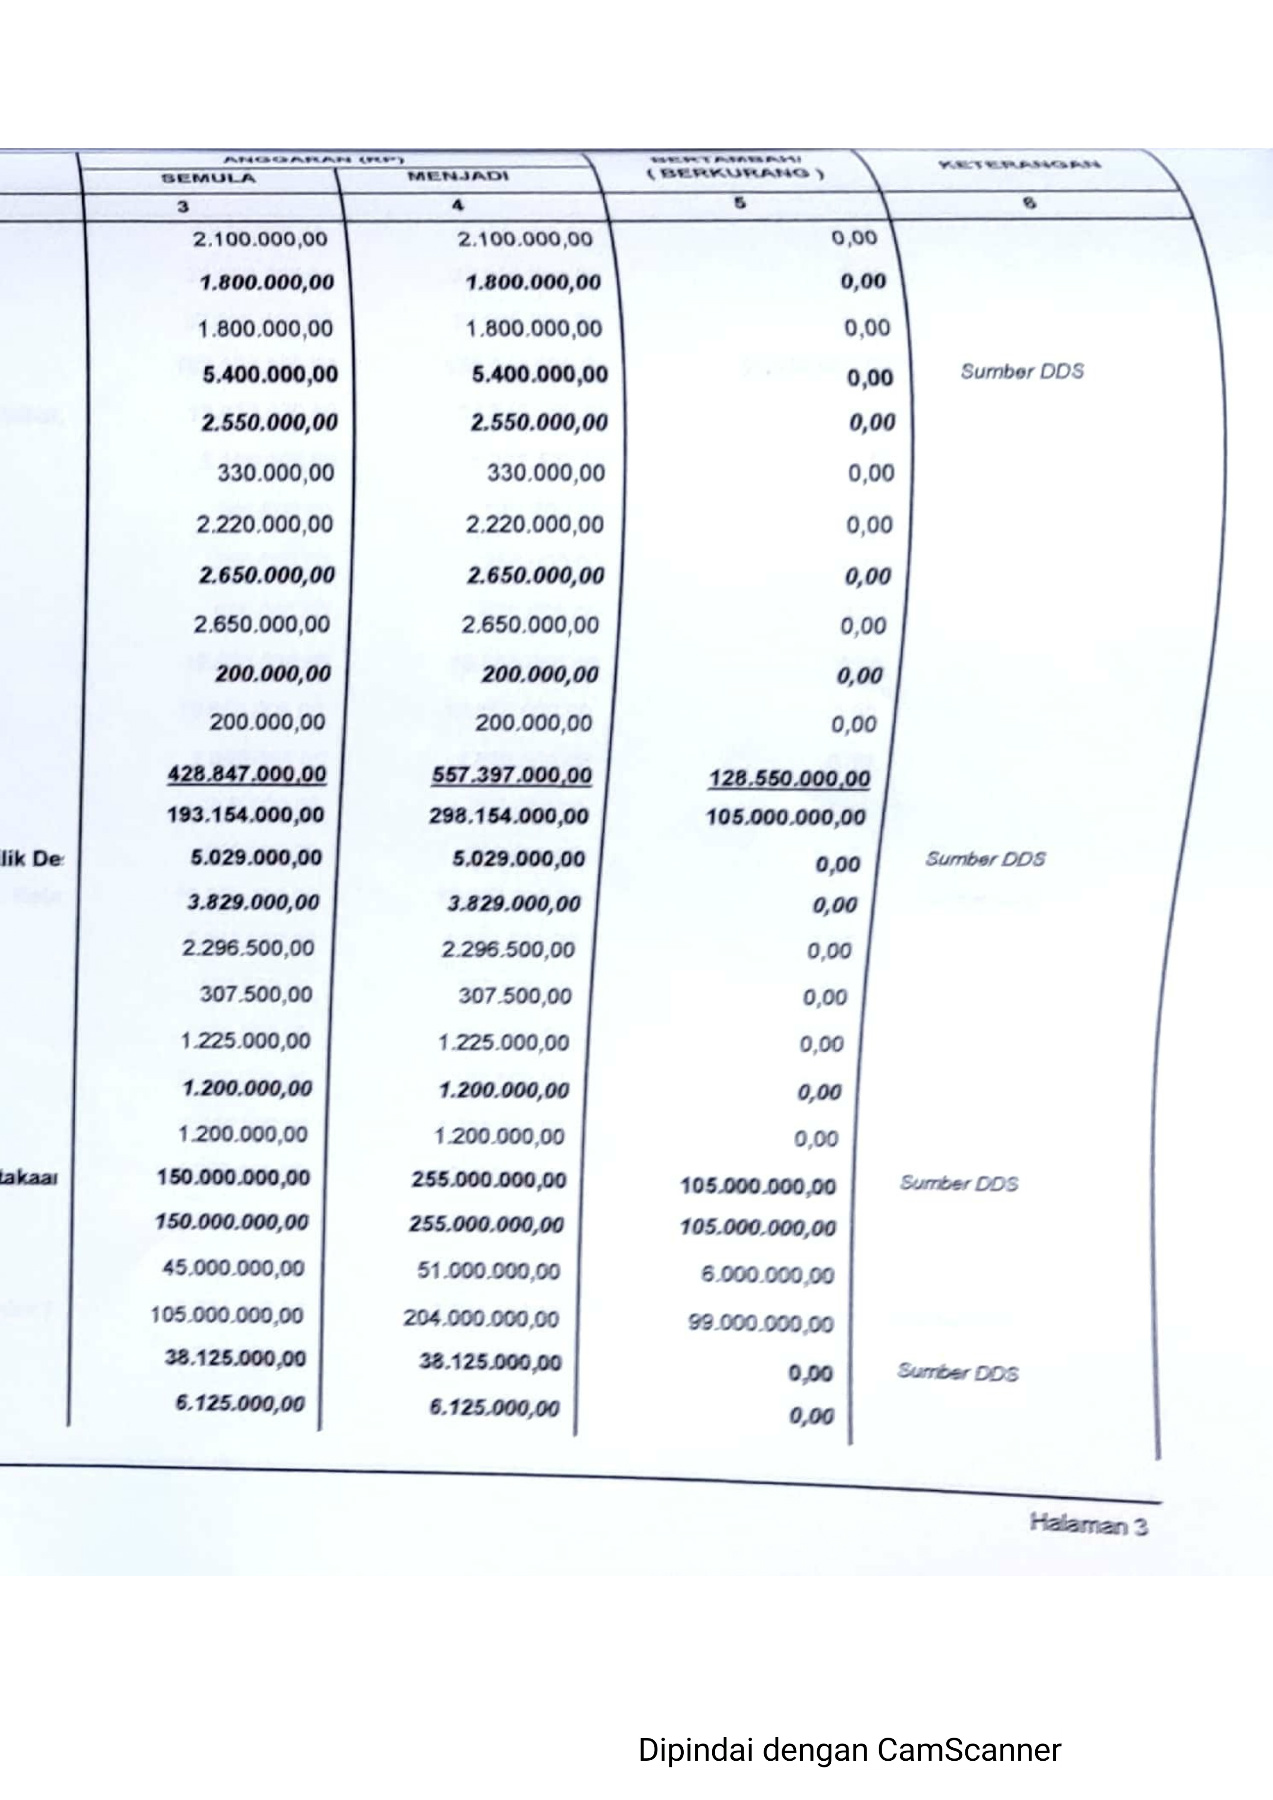 ANGGARAN (RP) BERTAMBAH/ KETERANGAN
SEMULA MENJADI (BERKURANG)
3 4 5 6
2.100.000,00 2.100.000,00 0,00
1.800.000,00 1.800.000,00 0,00
1.800.000,00 1.800.000,00 0,00
5.400.000,00 5.400.000,00 0,00 Sumber DDS
2.550.000,00 2.550.000,00 0,00
330.000,00 330.000,00 0,00
2.220.000,00 2.220.000,00 0,00
2.650.000,00 2.650.000,00 0,00
2.650.000,00 2.650.000,00 0,00
200.000,00 200.000,00 0,00
200.000,00 200.000,00 0,00
428.847.000,00 557.397.000,00 128.550.000,00
193.154.000,00 298.154.000,00 105.000.000,00
lik De 5.029.000,00 5.029.000,00 0,00 Sumber DDS
3.829.000,00 3.829.000,00 0,00
2.296.500,00 2.296.500,00 0,00
307.500,00 307.500,00 0,00
1.225.000,00 1.225.000,00 0,00
1.200.000,00 1.200.000,00 0,00
1.200.000,00 1.200.000,00 0,00
takaar 150.000.000,00 255.000.000,00 105.000.000,00 Sumber DDS
150.000.000,00 255.000.000,00 105.000.000,00
45.000.000,00 51.000.000,00 6.000.000,00
105.000.000,00 204.000.000,00 99.000.000,00
38.125.000,00 38.125.000,00 0,00 Sumber DDS
6.125.000,00 6.125.000,00 0,00
Halaman 3
Dipindai dengan CamScanner